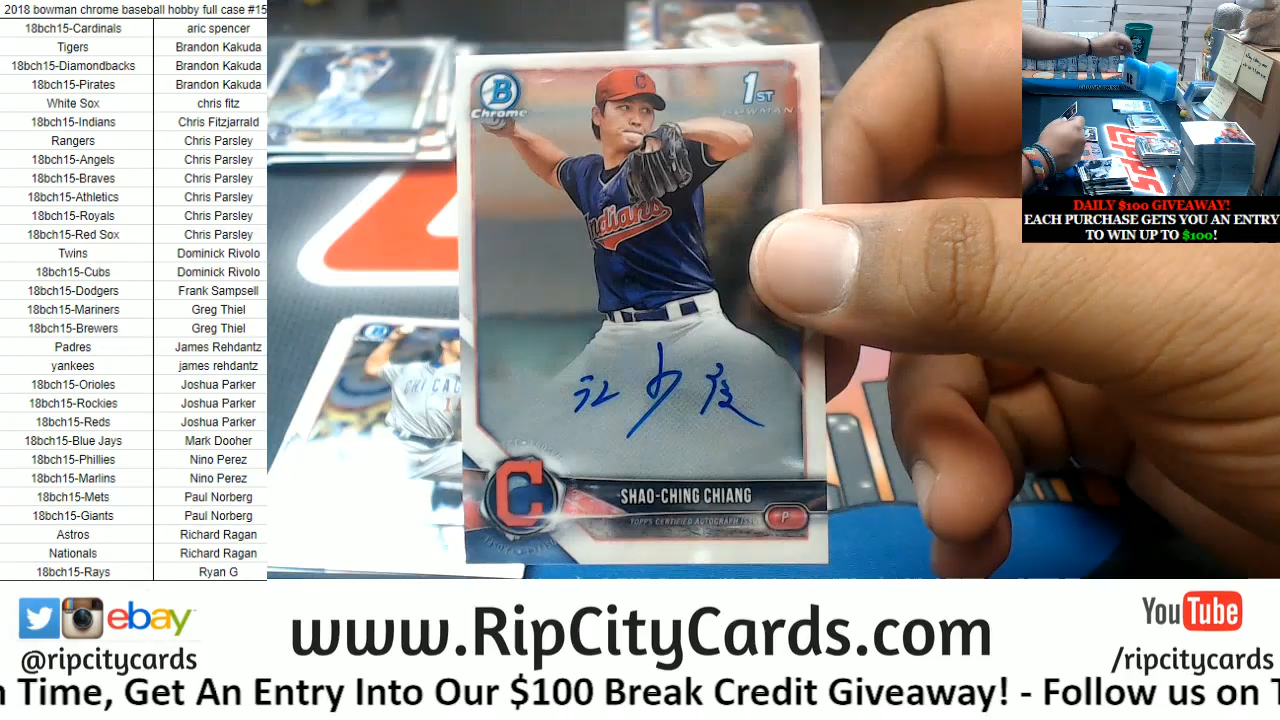 2018 bowman chrome baseball hobby full case #15
18bch15-Cardinals aric spencer
Tigers Brandon Kakuda
18bch15-Diamondbacks Brandon Kakuda
18bch15-Pirates Brandon Kakuda
White Sox chris fitz
18bch15-Indians Chris Fitzjarrald
Rangers Chris Parsley
18bch15-Angels Chris Parsley
18bch15-Braves Chris Parsley
18bch15-Athletics Chris Parsley
18bch15-Royals Chris Parsley
18bch15-Red Sox Chris Parsley
Twins Dominick Rivolo
18bch15-Cubs Dominick Rivolo
18bch15-Dodgers Frank Sampsell
18bch15-Mariners Greg Thiel
18bch15-Brewers Greg Thiel
Padres James Rehdantz
yankees james rehdantz
18bch15-Orioles Joshua Parker
18bch15-Rockies Joshua Parker
18bch15-Reds Joshua Parker
18bch15-Blue Jays Mark Dooher
18bch15-Phillies Nino Perez
18bch15-Marlins Nino Perez
18bch15-Mets Paul Norberg
18bch15-Giants Paul Norberg
Astros Richard Ragan
Nationals Richard Ragan
18bch15-Rays Ryan G
B
Chrome
1ST
BOWMAN
C
Indians
江少慶
C
SHAO-CHING CHIANG
TOPPS CERTIFIED AUTOGRAPH ISSUE
P
CHICAG
topps
DAILY $100 GIVEAWAY!
EACH PURCHASE GETS YOU AN ENTRY
TO WIN UP TO $100!
ebay
@ripcitycards
www.RipCityCards.com
YouTube
/ripcitycards
n Time, Get An Entry Into Our $100 Break Credit Giveaway! - Follow us on T